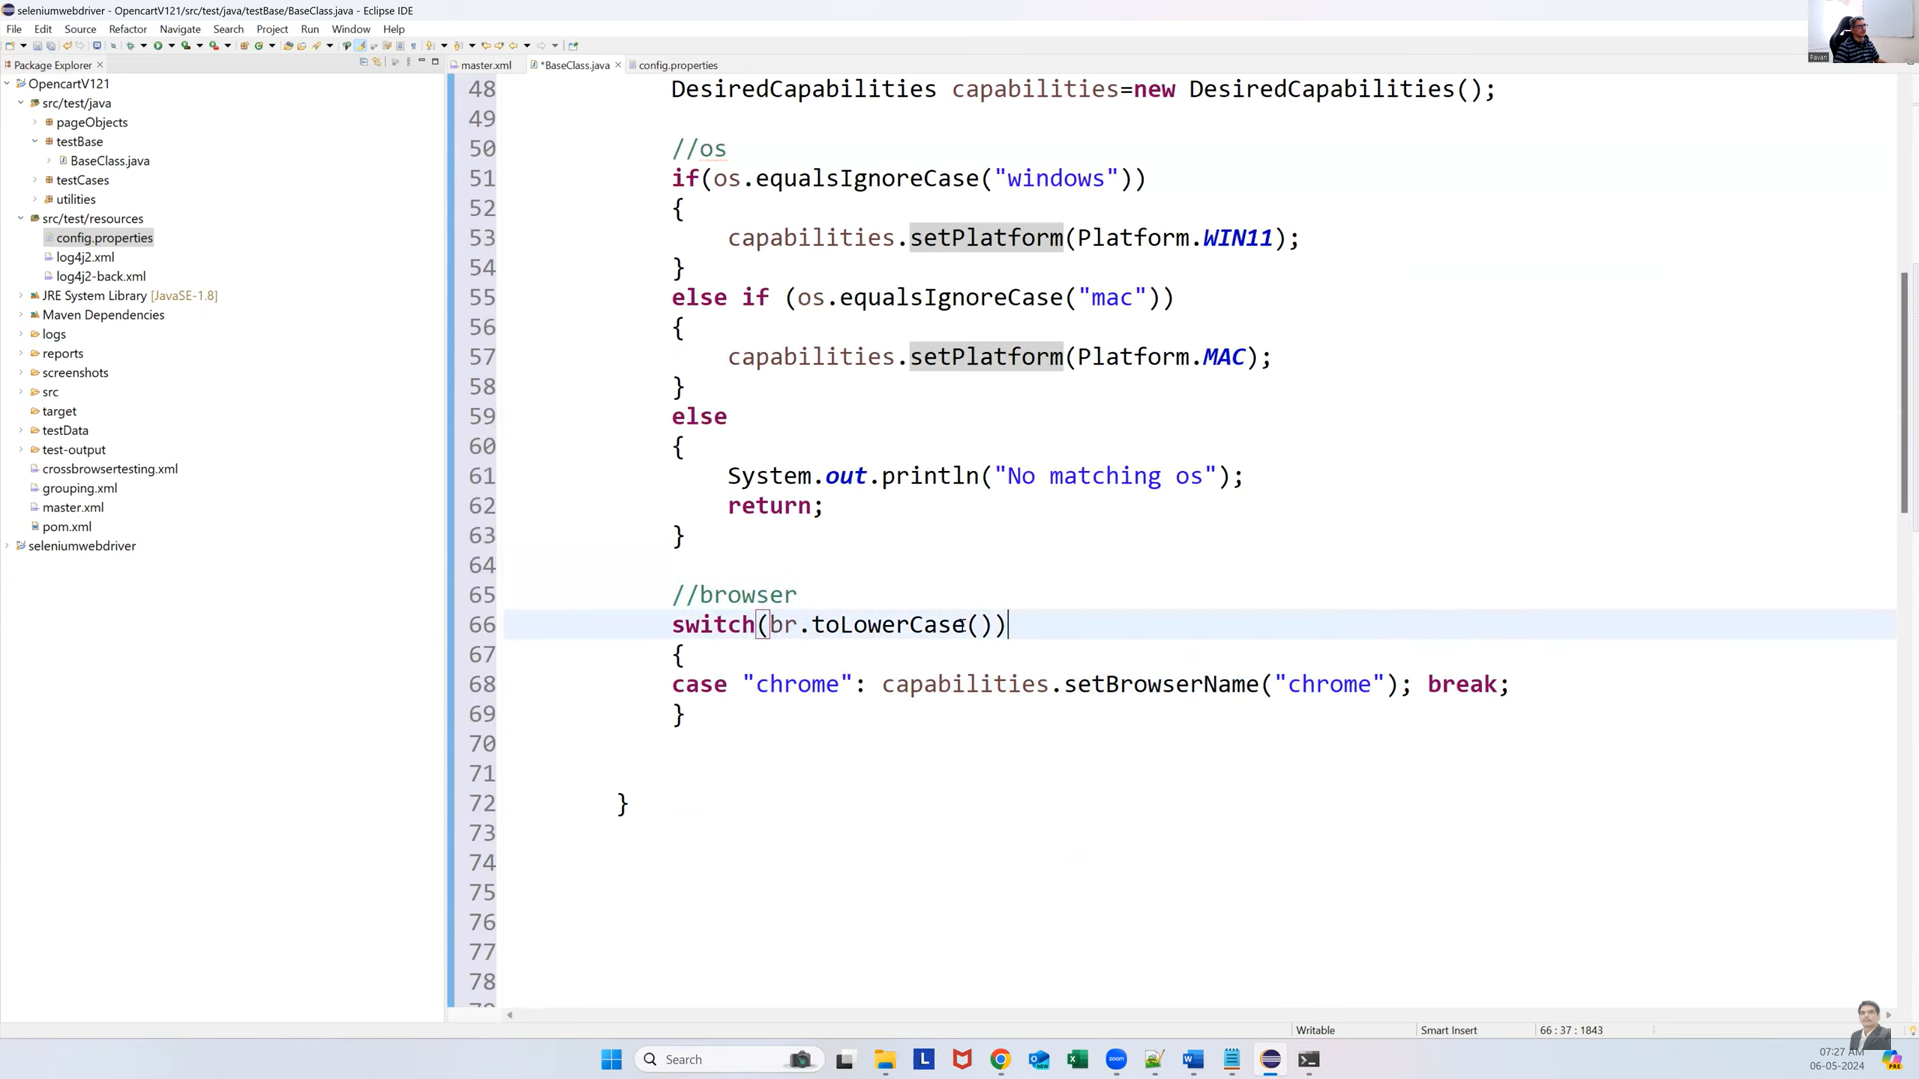 seleniumwebdriver - OpencartV121/src/test/java/testBase/BaseClass.java - Eclipse IDE
File Edit Source Refactor Navigate Search Project Run Window Help
Package Explorer
OpencartV121
src/test/java
pageObjects
testBase
BaseClass.java
testCases
utilities
src/test/resources
config.properties
log4j2.xml
log4j2-back.xml
JRE System Library [JavaSE-1.8]
Maven Dependencies
logs
reports
screenshots
src
target
testData
test-output
crossbrowsertesting.xml
grouping.xml
master.xml
pom.xml
seleniumwebdriver
master.xml *BaseClass.java config.properties
48 DesiredCapabilities capabilities=new DesiredCapabilities();
49
50 //os
51 if(os.equalsIgnoreCase("windows"))
52 {
53 capabilities.setPlatform(Platform.WIN11);
54 }
55 else if (os.equalsIgnoreCase("mac"))
56 {
57 capabilities.setPlatform(Platform.MAC);
58 }
59 else
60 {
61 System.out.println("No matching os");
62 return;
63 }
64
65 //browser
66 switch(br.toLowerCase())
67 {
68 case "chrome": capabilities.setBrowserName("chrome"); break;
69 }
70
71
72 }
73
74
75
76
77
78
Pavan
Writable Smart Insert 66 : 37 : 1843
Search
L
zoom
07:27 AM
06-05-2024